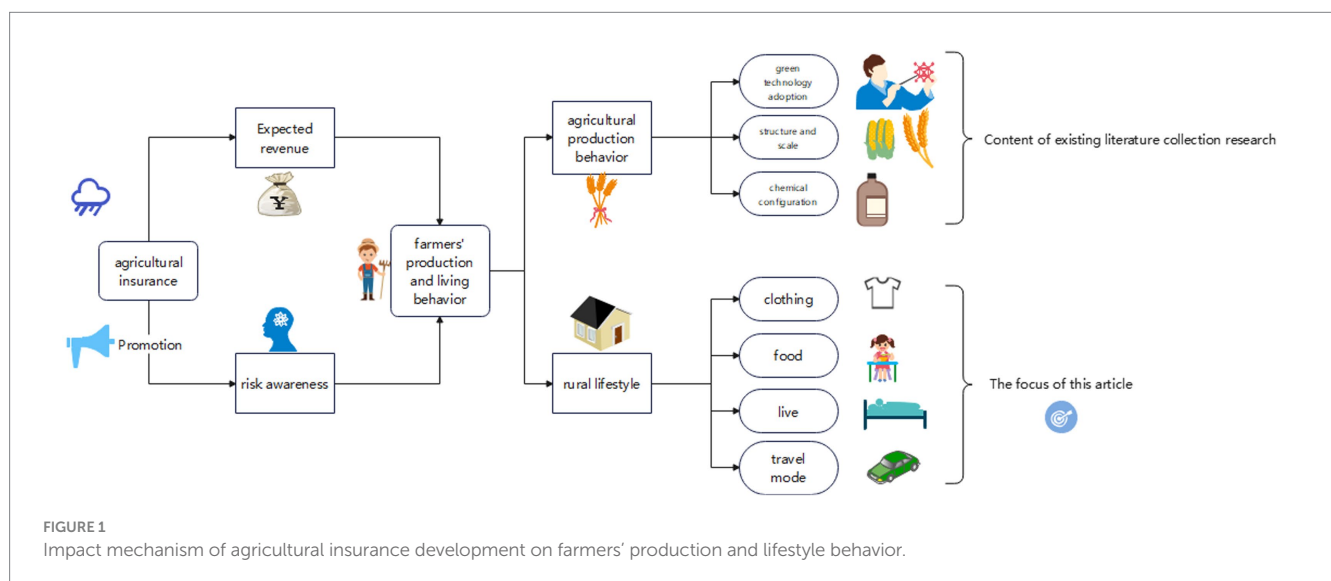 Expected
revenue
agricultural
insurance
Promotion
risk awareness
farmers'
production
and living
behavior
agricultural
production
behavior
rural lifestyle
green
technology
adoption
structure and
scale
chemical
configuration
Content of existing literature collection research
clothing
food
live
travel
mode
The focus of this article
FIGURE 1
Impact mechanism of agricultural insurance development on farmers' production and lifestyle behavior.